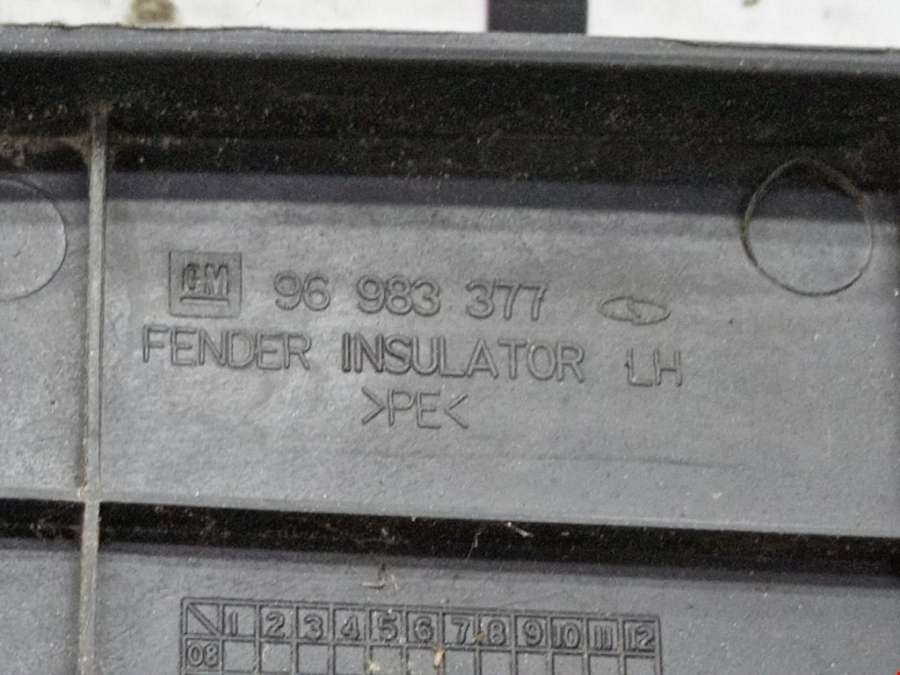 GM 96 983 377
FENDER INSULATOR LH
>PE<
1 2 3 4 5 6 7 8 9 10 11 12
08